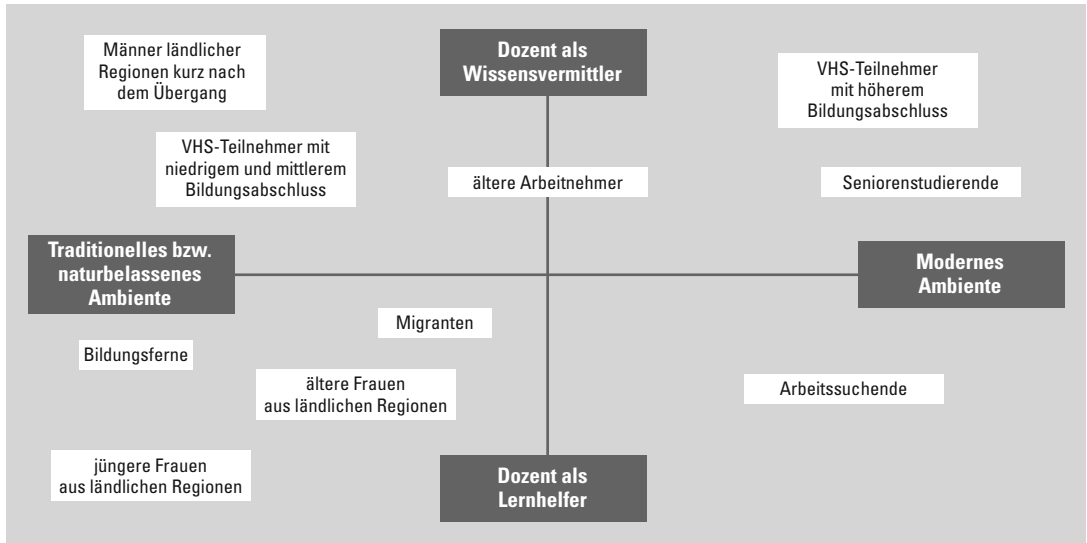 Männer ländlicher
Regionen kurz nach
dem Übergang
Dozent als
Wissensvermittler
VHS-Teilnehmer
mit höherem
Bildungsabschluss
VHS-Teilnehmer mit
niedrigem und mittlerem
Bildungsabschluss
ältere Arbeitnehmer
Seniorenstudierende
Traditionelles bzw.
naturbelassenes
Ambiente
Modernes
Ambiente
Migranten
Bildungsferne
ältere Frauen
aus ländlichen Regionen
Arbeitssuchende
jüngere Frauen
aus ländlichen Regionen
Dozent als
Lernhelfer